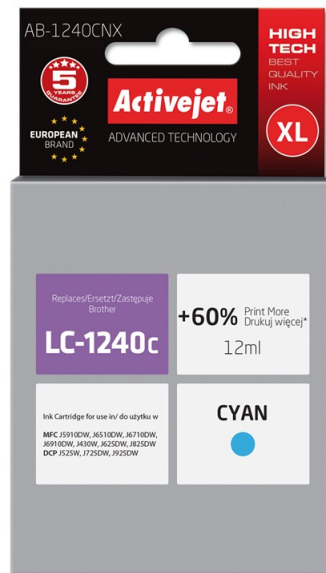 AB-1240CNX
HIGH
TECH
BEST
QUALITY
INK
5
YEARS
GUARANTEE
Activejet®
EUROPEAN
BRAND
ADVANCED TECHNOLOGY
XL
Replaces/Ersetzt/Zastępuje
Brother
LC-1240c
+60% Print More
Drukuj więcej*
12ml
Ink Cartridge for use in/ do użytku w
MFC J5910DW, J6510DW, J6710DW,
J6910DW, J430W, J625DW, J825DW
DCP J525W, J725DW, J925DW
CYAN